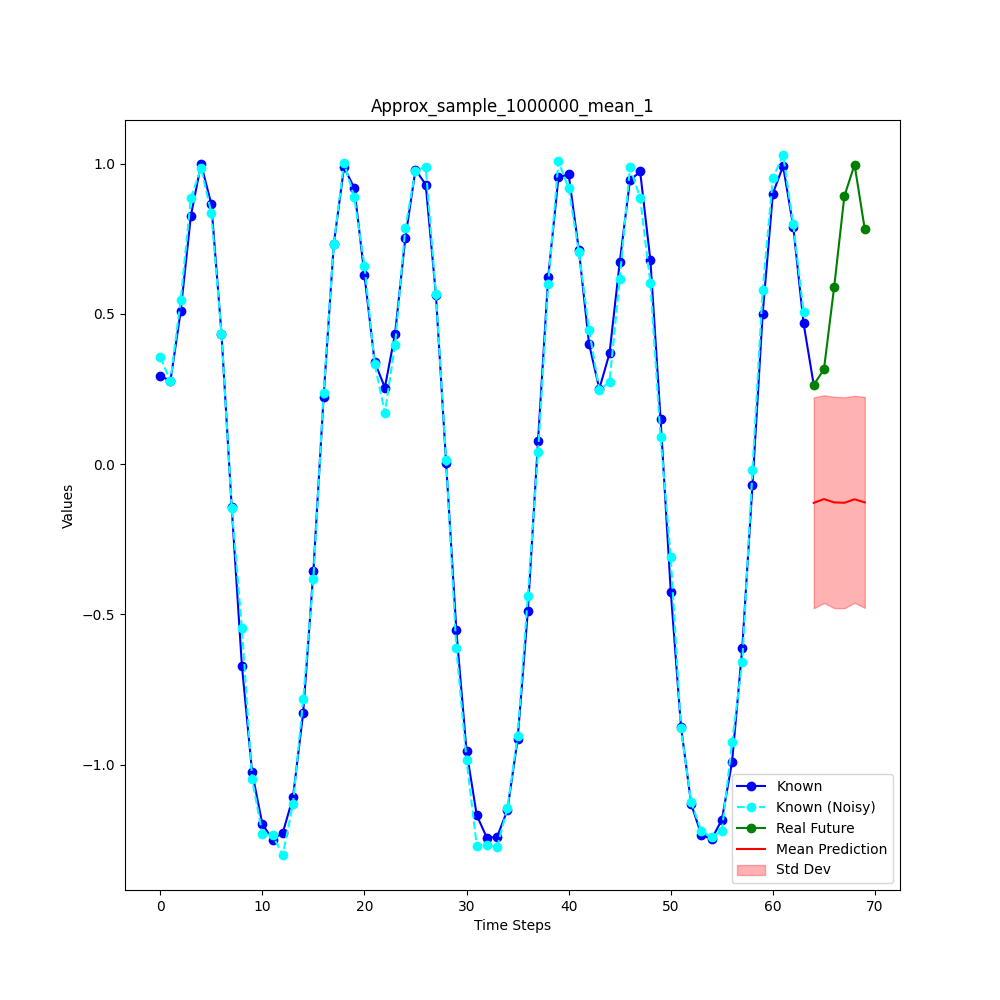 Approx_sample_1000000_mean_1
1.0
0.5
0.0
−0.5
−1.0
Values
0 10 20 30 40 50 60 70
Time Steps
Known
Known (Noisy)
Real Future
Mean Prediction
Std Dev